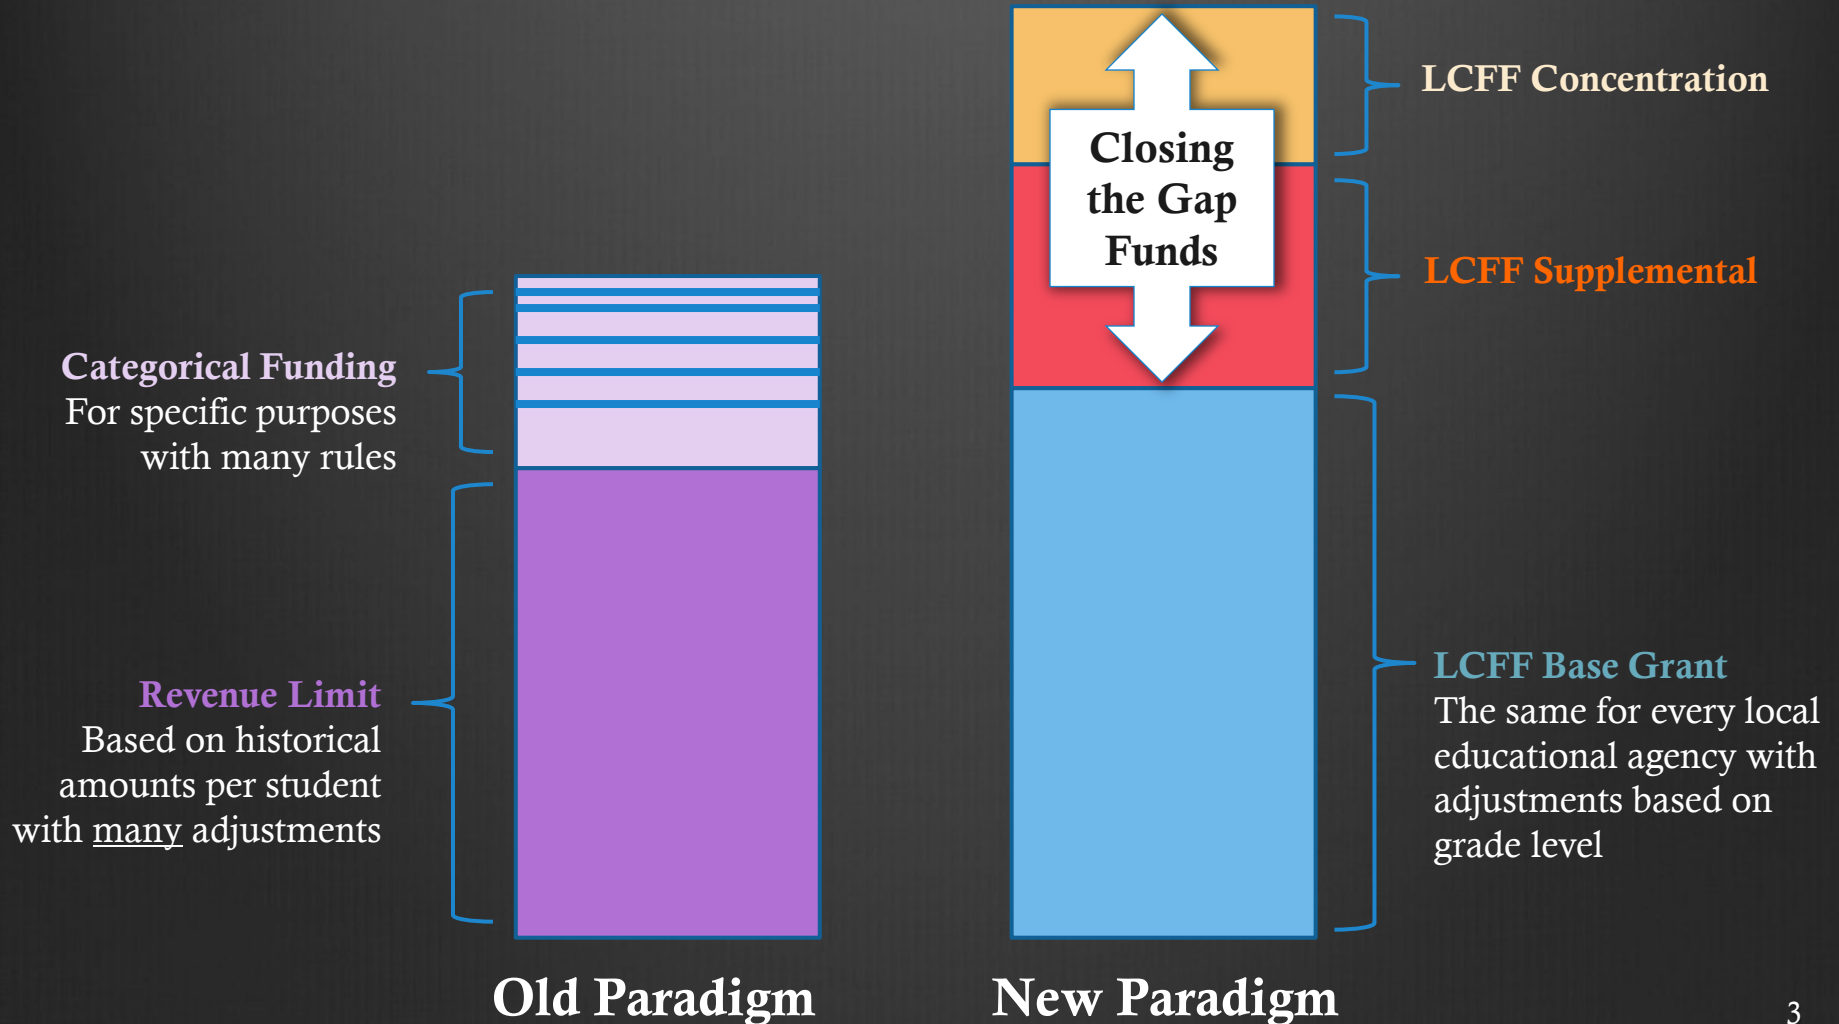 Categorical Funding
For specific purposes
with many rules
Revenue Limit
Based on historical
amounts per student
with many adjustments
Old Paradigm
Closing
the Gap
Funds
New Paradigm
LCFF Concentration
LCFF Supplemental
LCFF Base Grant
The same for every local
educational agency with
adjustments based on
grade level
3